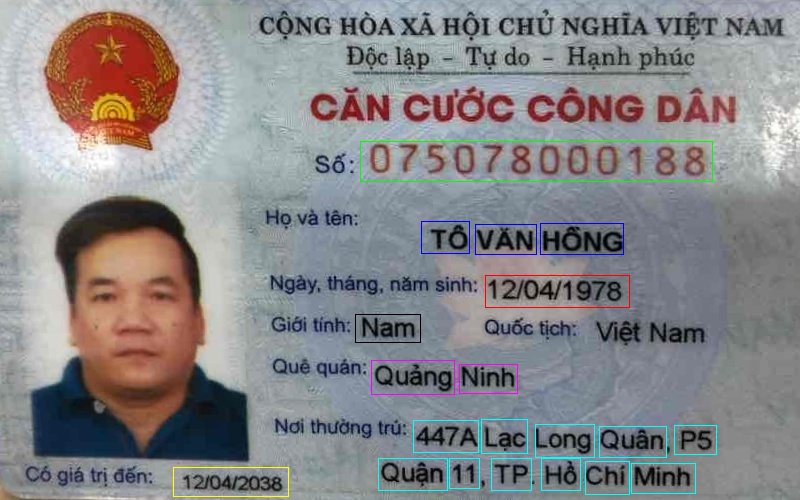 CỘNG HÒA XÃ HỘI CHỦ NGHĨA VIỆT NAM
Độc lập - Tự do - Hạnh phúc
CĂN CƯỚC CÔNG DÂN
Số: 075078000188
Họ và tên:
TÔ VĂN HỒNG
Ngày, tháng, năm sinh: 12/04/1978
Giới tính: Nam Quốc tịch: Việt Nam
Quê quán: Quảng Ninh
Nơi thường trú: 447A Lạc Long Quân, P5
Quận 11, TP. Hồ Chí Minh
Có giá trị đến: 12/04/2038